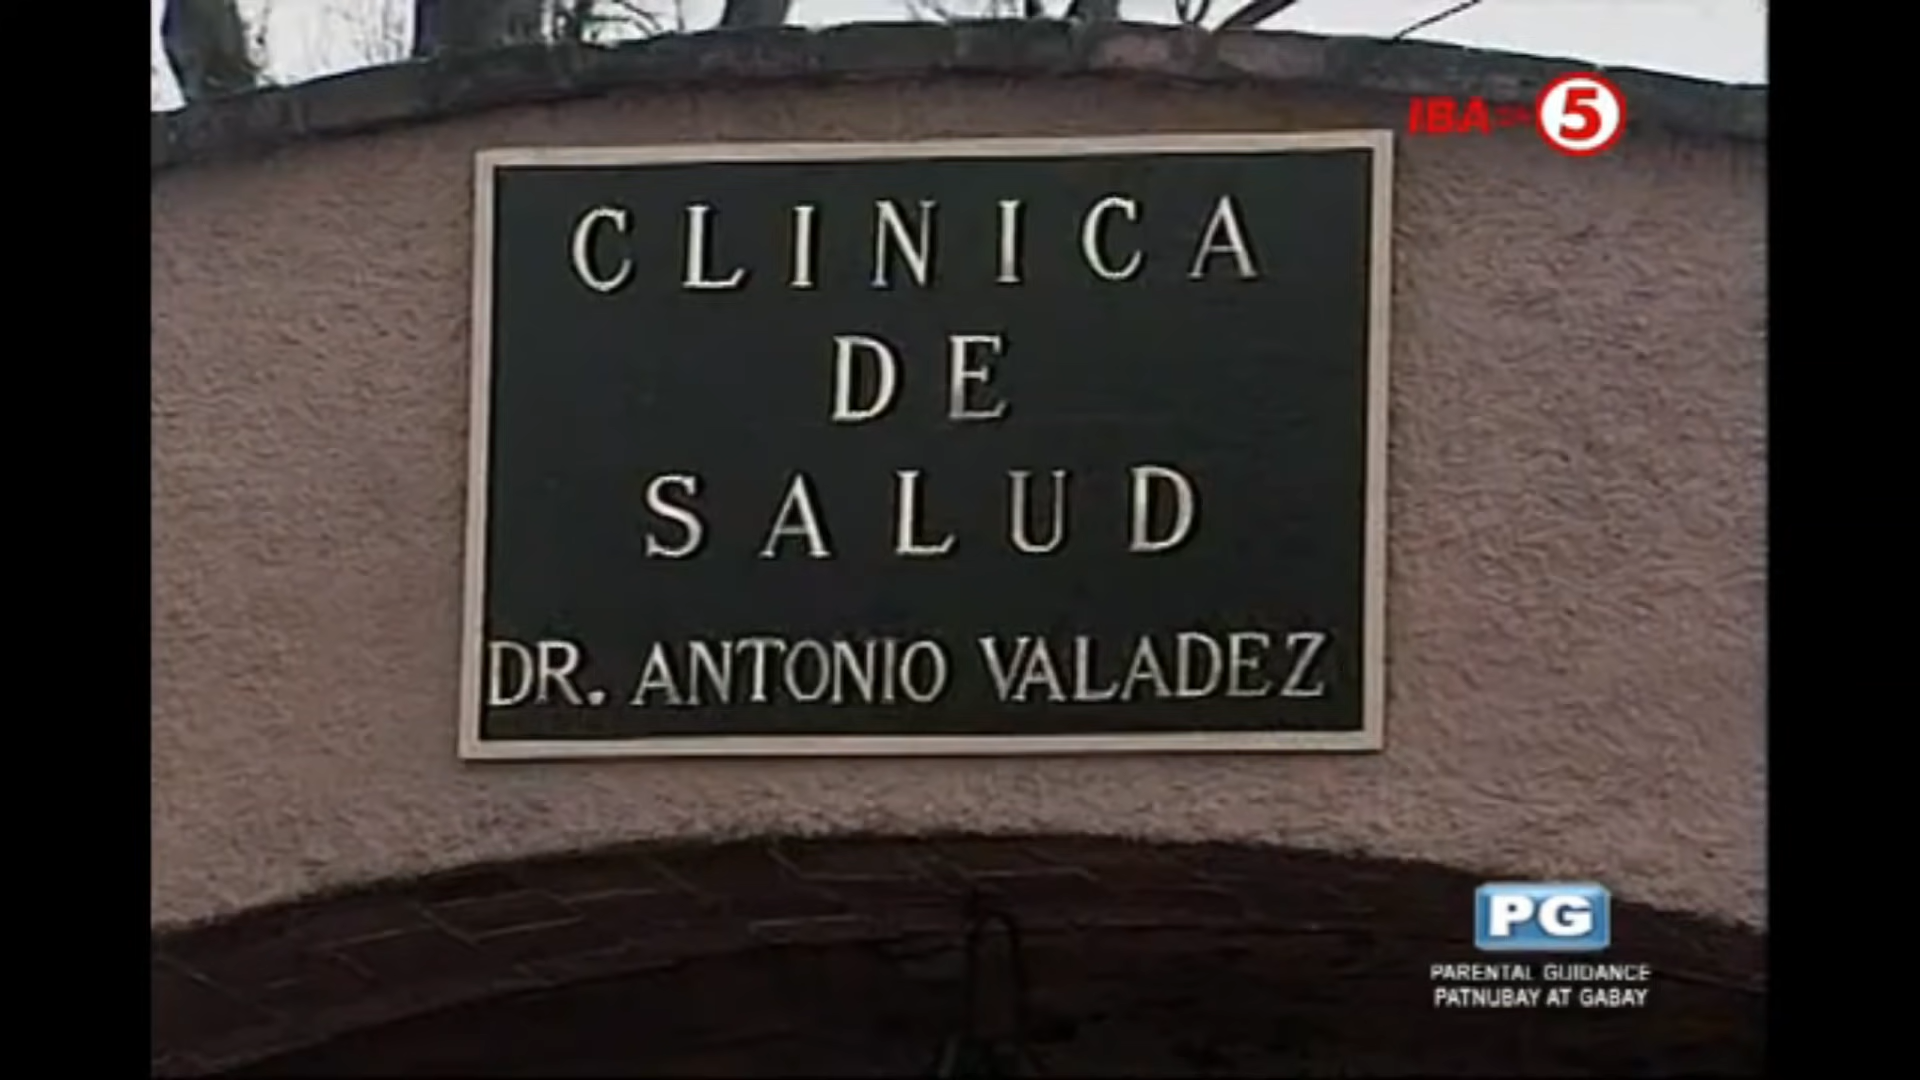 IBA
5
CLINICA
DE
SALUD
DR. ANTONIO VALADEZ
PG
PARENTAL GUIDANCE
PATNUBAY AT GABAY